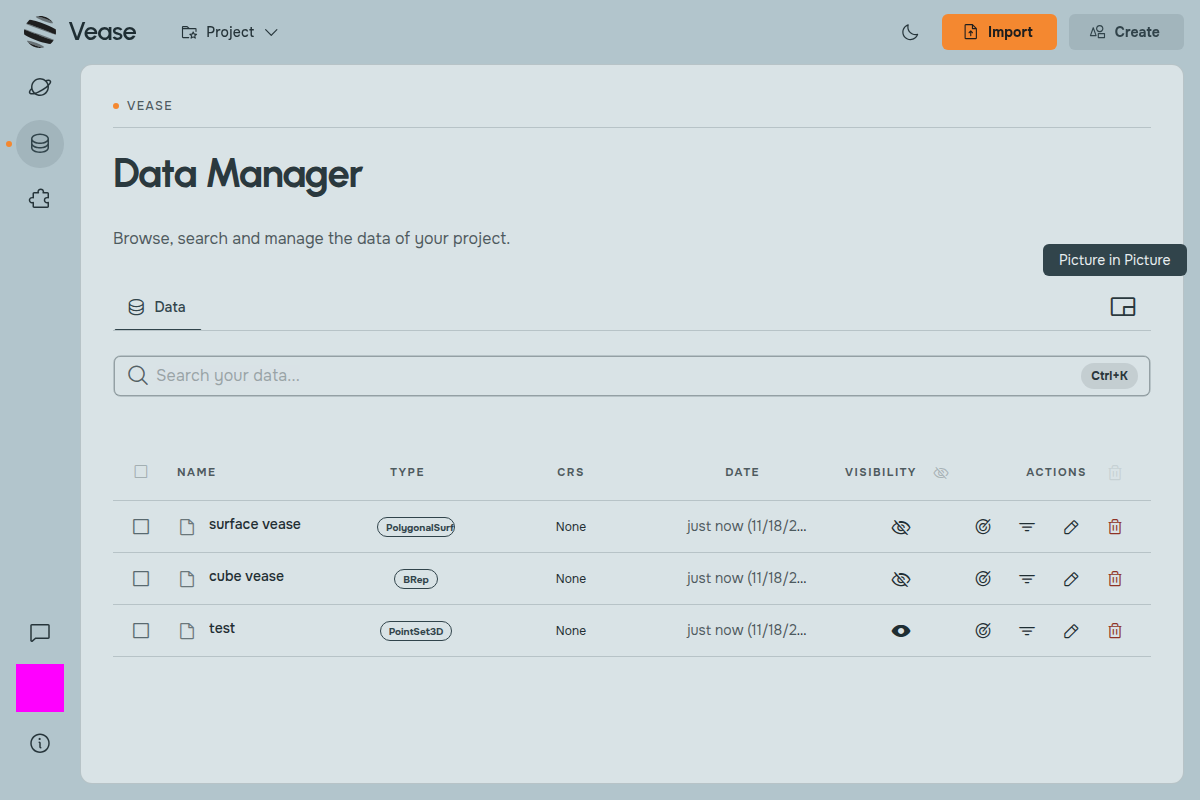 Vease
Project
Import
Create
VEASE
Data Manager
Browse, search and manage the data of your project.
Picture in Picture
Data
Search your data...
Ctrl+K
NAME TYPE CRS DATE VISIBILITY ACTIONS
surface vease PolygonalSurf None just now (11/18/2...
cube vease BRep None just now (11/18/2...
test PointSet3D None just now (11/18/2...